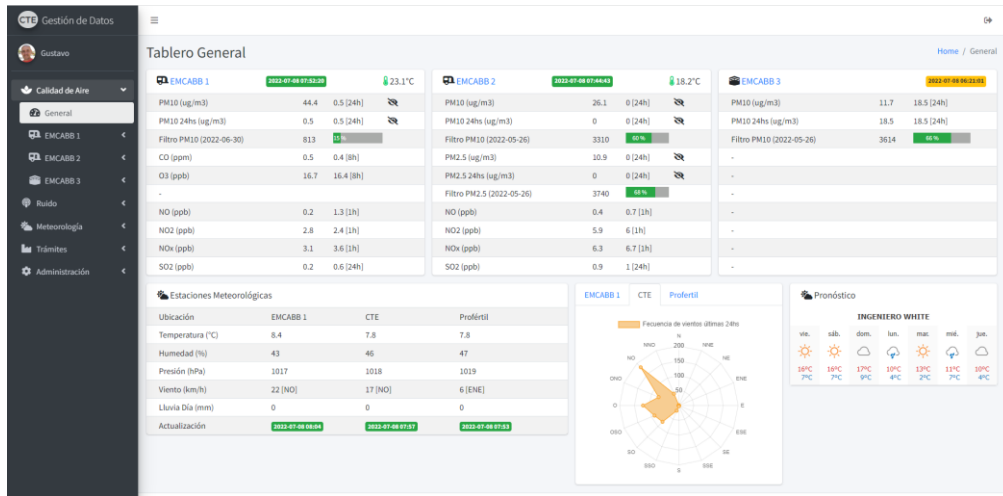 CTE Gestión de Datos
Gustavo
Calidad de Aire
General
EMCABB 1
EMCABB 2
EMCABB 3
Ruido
Meteorología
Trámites
Administración
Tablero General
Home / General
EMCABB 1 2022-07-08 07:52:20 23.1°C
PM10 (ug/m3) 44.4 0.5 [24h]
PM10 24hs (ug/m3) 0.5 0.5 [24h]
Filtro PM10 (2022-06-30) 813 15 %
CO (ppm) 0.5 0.4 [8h]
O3 (ppb) 16.7 16.4 [8h]
-
NO (ppb) 0.2 1.3 [1h]
NO2 (ppb) 2.8 2.4 [1h]
NOx (ppb) 3.1 3.6 [1h]
SO2 (ppb) 0.2 0.6 [24h]
EMCABB 2 2022-07-08 07:44:43 18.2°C
PM10 (ug/m3) 26.1 0 [24h]
PM10 24hs (ug/m3) 0 0 [24h]
Filtro PM10 (2022-05-26) 3310 60 %
PM2.5 (ug/m3) 10.9 0 [24h]
PM2.5 24hs (ug/m3) 0 0 [24h]
Filtro PM2.5 (2022-05-26) 3740 68 %
NO (ppb) 0.4 0.7 [1h]
NO2 (ppb) 5.9 6 [1h]
NOx (ppb) 6.3 6.7 [1h]
SO2 (ppb) 0.9 1 [24h]
EMCABB 3 2022-07-08 06:21:01
PM10 (ug/m3) 11.7 18.5 [24h]
PM10 24hs (ug/m3) 18.5 18.5 [24h]
Filtro PM10 (2022-05-26) 3614 66 %
-
-
-
-
-
-
-
Estaciones Meteorológicas
Ubicación EMCABB 1 CTE Profértil
Temperatura (°C) 8.4 7.8 7.8
Humedad (%) 43 46 47
Presión (hPa) 1017 1018 1019
Viento (km/h) 22 [NO] 17 [NO] 6 [ENE]
Lluvia Día (mm) 0 0 0
Actualización 2022-07-08 08:04 2022-07-08 07:57 2022-07-08 07:53
EMCABB 1 CTE Profertil
Fecuencia de vientos últimas 24hs
N
NNO 200 NNE
NO 150 NE
100
ONO 50 ENE
O E
OSO ESE
SO SE
SSO SSE
S
Pronóstico
INGENIERO WHITE
vie. sáb. dom. lun. mar. mié. jue.
16ºC 16ºC 17ºC 10ºC 13ºC 11ºC 10ºC
7ºC 7ºC 9ºC 4ºC 2ºC 7ºC 4ºC